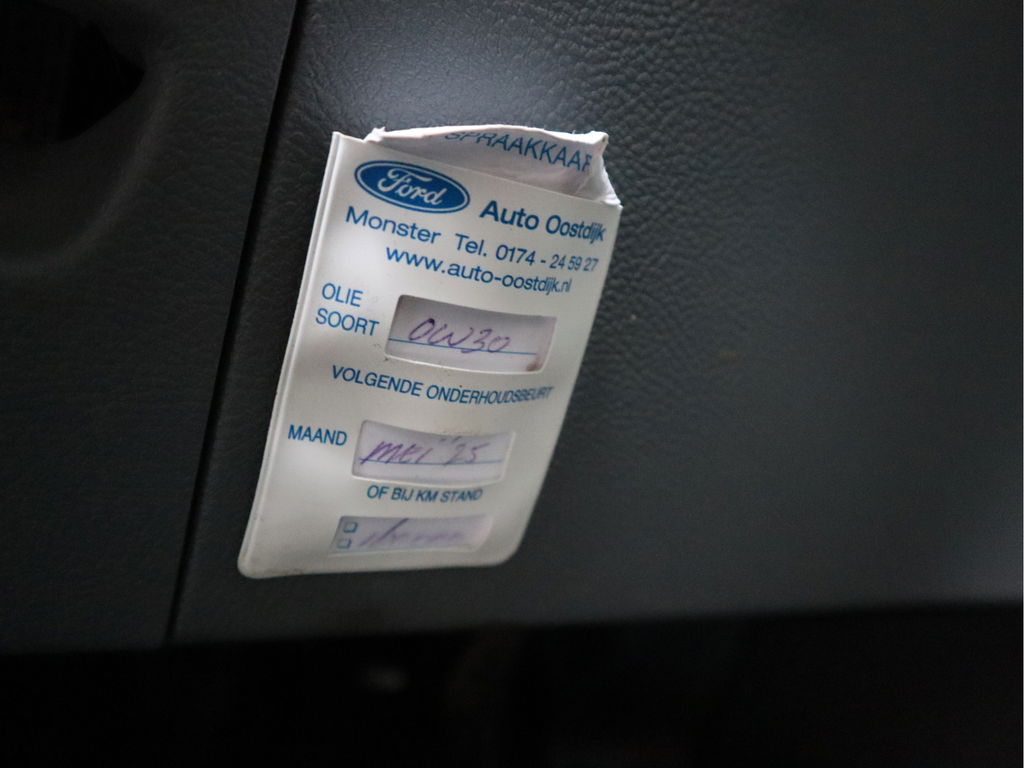 SPRAAKKAAR
Ford
Auto Oostdijk
Monster Tel. 0174 - 24 59 27
www.auto-oostdijk.nl
OLIE
SOORT
0W30
VOLGENDE ONDERHOUDSBEURT
MAAND
MEI '25
OF BIJ KM STAND